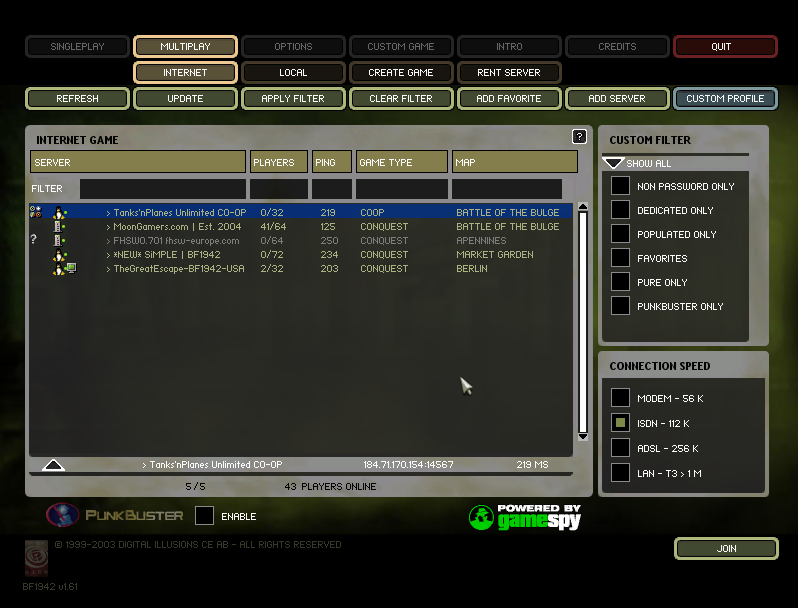 SINGLEPLAY MULTIPLAY OPTIONS CUSTOM GAME INTRO CREDITS QUIT
INTERNET LOCAL CREATE GAME RENT SERVER
REFRESH UPDATE APPLY FILTER CLEAR FILTER ADD FAVORITE ADD SERVER CUSTOM PROFILE
INTERNET GAME ?
SERVER PLAYERS PING GAME TYPE MAP
FILTER
> Tanks'nPlanes Unlimited CO-OP 0/32 219 COOP BATTLE OF THE BULGE
> MoonGamers.com | Est. 2004 41/64 125 CONQUEST BATTLE OF THE BULGE
? > FHSW0.701 fhsw-europe.com 0/64 250 CONQUEST APENNINES
> *NEW* SiMPLE | BF1942 0/72 234 CONQUEST MARKET GARDEN
> TheGreatEscape-BF1942-USA 2/32 203 CONQUEST BERLIN
> Tanks'nPlanes Unlimited CO-OP 184.71.170.154:14567 219 MS
5/5 43 PLAYERS ONLINE
CUSTOM FILTER
SHOW ALL
NON PASSWORD ONLY
DEDICATED ONLY
POPULATED ONLY
FAVORITES
PURE ONLY
PUNKBUSTER ONLY
CONNECTION SPEED
MODEM - 56 K
ISDN - 112 K
ADSL - 256 K
LAN - T3 > 1 M
PUNKBUSTER ENABLE
POWERED BY
gamespy
© 1999-2003 DIGITAL ILLUSIONS CE AB - ALL RIGHTS RESERVED
JOIN
BF1942 v1.61